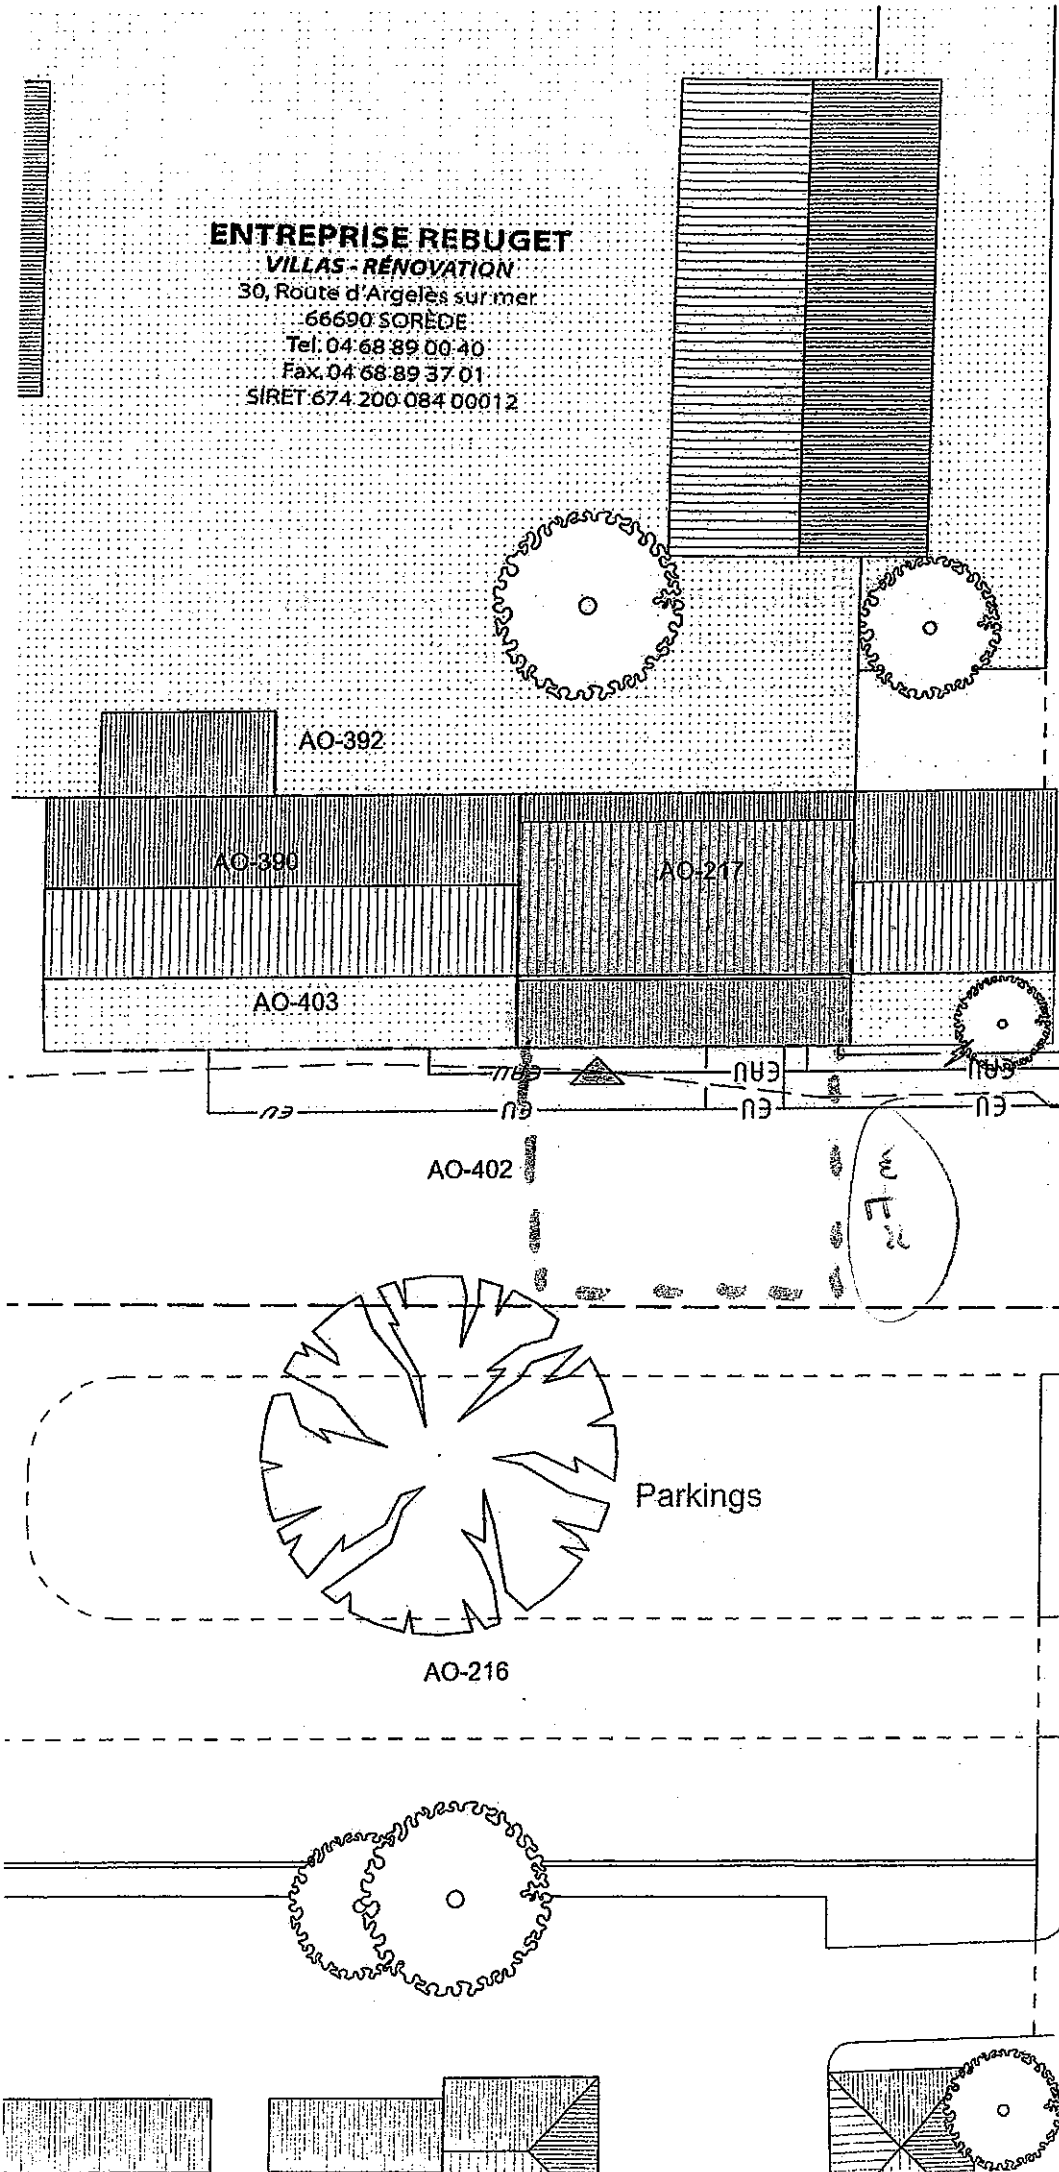 ENTREPRISE REBUGET
VILLAS - RÉNOVATION
30, Route d'Argelès sur mer
66690 SORÈDE
Tel. 04 68 89 00 40
Fax. 04 68 89 37 01
SIRET 674 200 084 00012
AO-392
AO-390
AO-217
AO-403
EAU
EAU
EAU
EU
EU
EU
EU
AO-402
Parkings
AO-216